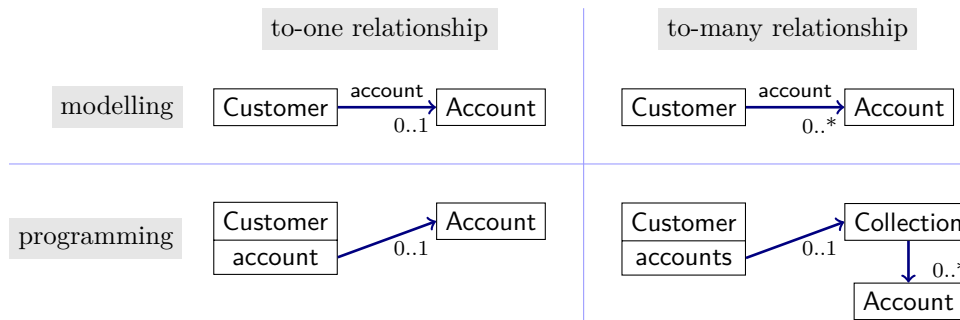 to-one relationship
to-many relationship
modelling
Customer
account
0..1
Account
Customer
account
0..*
Account
programming
Customer
account
0..1
Account
Customer
accounts
0..1
Collection
0..*
Account